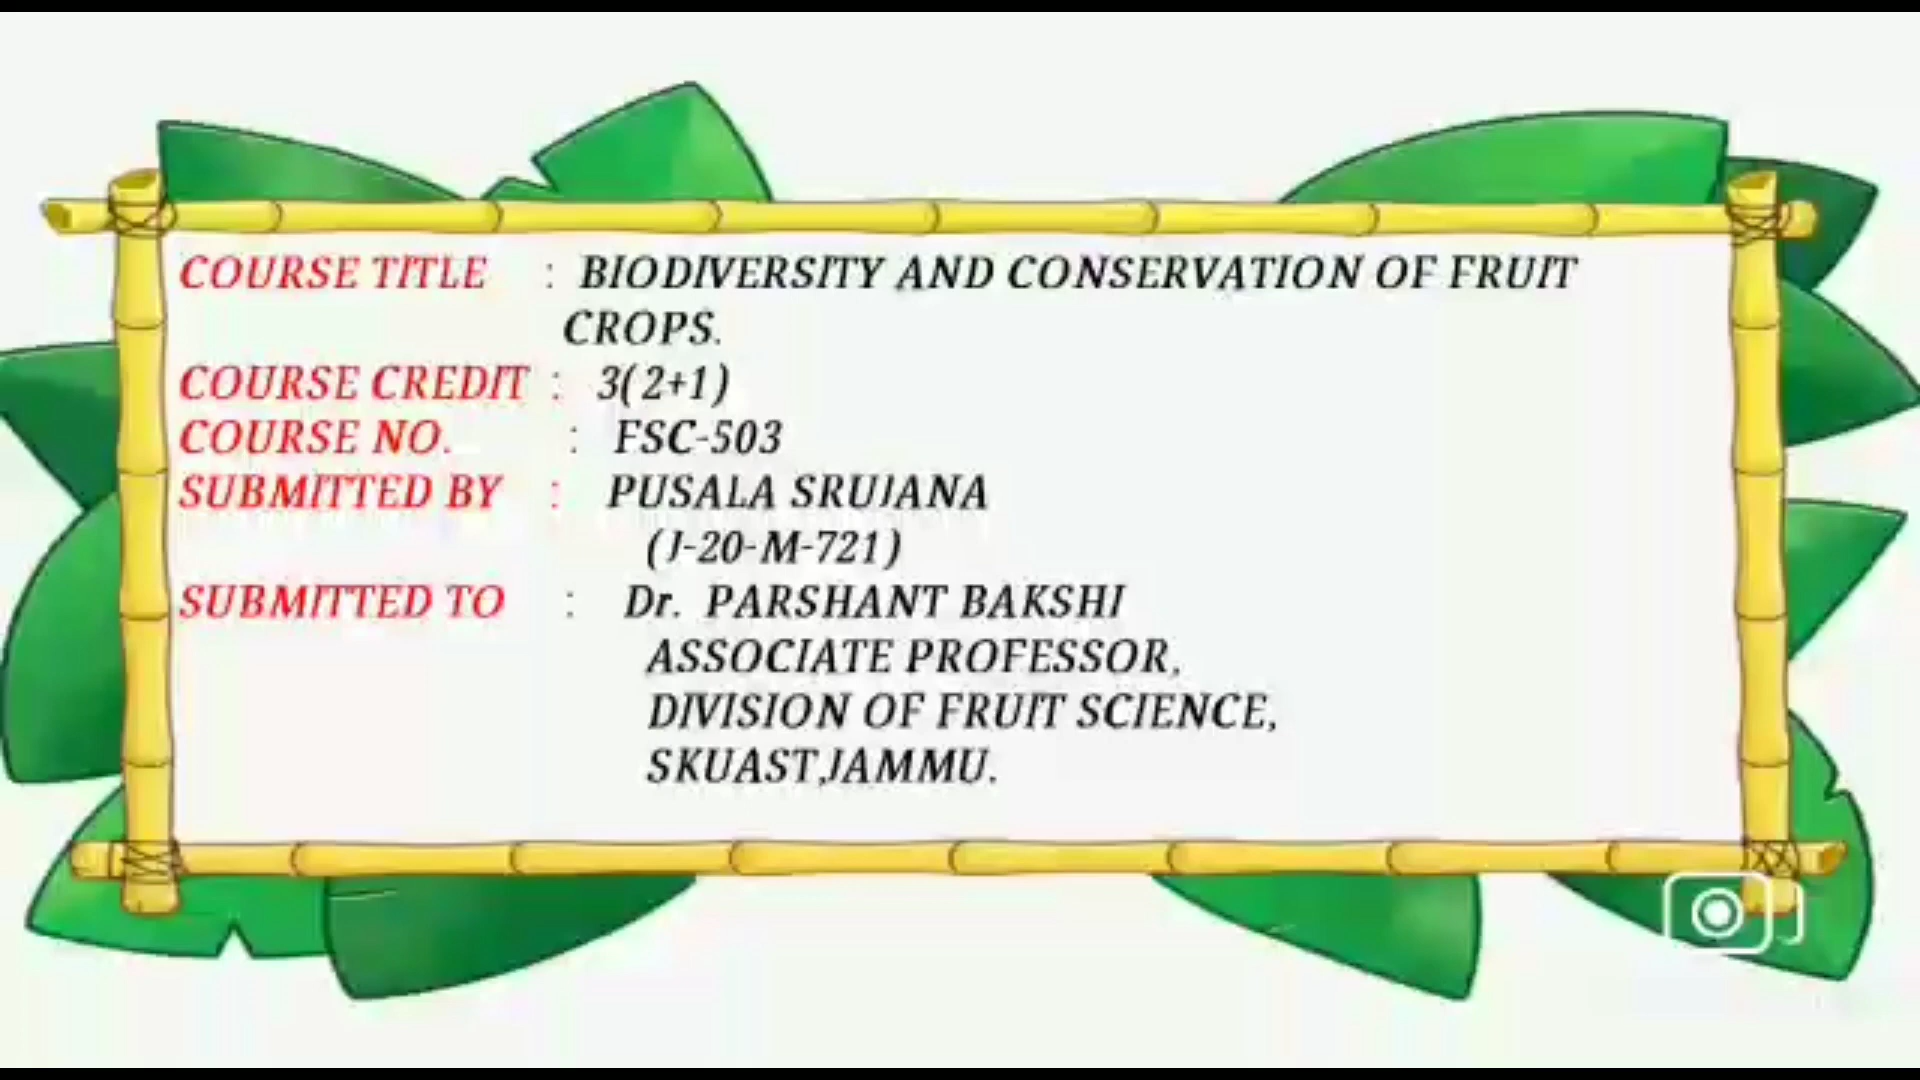 COURSE TITLE : BIODIVERSITY AND CONSERVATION OF FRUIT
CROPS.
COURSE CREDIT : 3(2+1)
COURSE NO. : FSC-503
SUBMITTED BY : PUSALA SRUJANA
(J-20-M-721)
SUBMITTED TO : Dr. PARSHANT BAKSHI
ASSOCIATE PROFESSOR,
DIVISION OF FRUIT SCIENCE,
SKUAST,JAMMU.